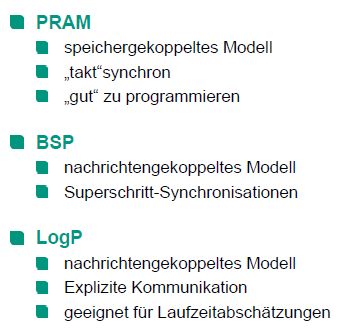 PRAM
speichergekoppeltes Modell
„takt“synchron
„gut“ zu programmieren
BSP
nachrichtengekoppeltes Modell
Superschritt-Synchronisationen
LogP
nachrichtengekoppeltes Modell
Explizite Kommunikation
geeignet für Laufzeitabschätzungen